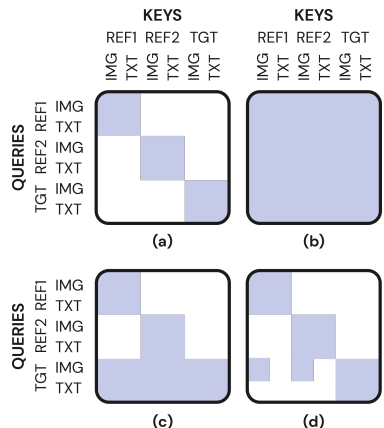 KEYS KEYS
REF1 REF2 TGT REF1 REF2 TGT
IMG TXT IMG TXT IMG TXT IMG TXT IMG TXT IMG TXT
QUERIES
REF1 IMG
TXT
REF2 IMG
TXT
TGT IMG
TXT
(a) (b)
QUERIES
REF1 IMG
TXT
REF2 IMG
TXT
TGT IMG
TXT
(c) (d)